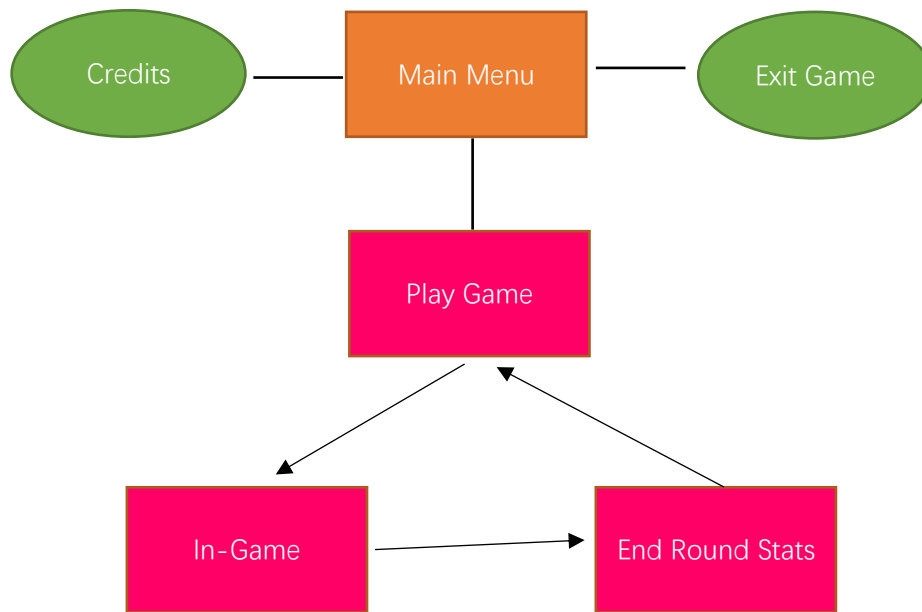 Credits
Main Menu
Exit Game
Play Game
In-Game
End Round Stats